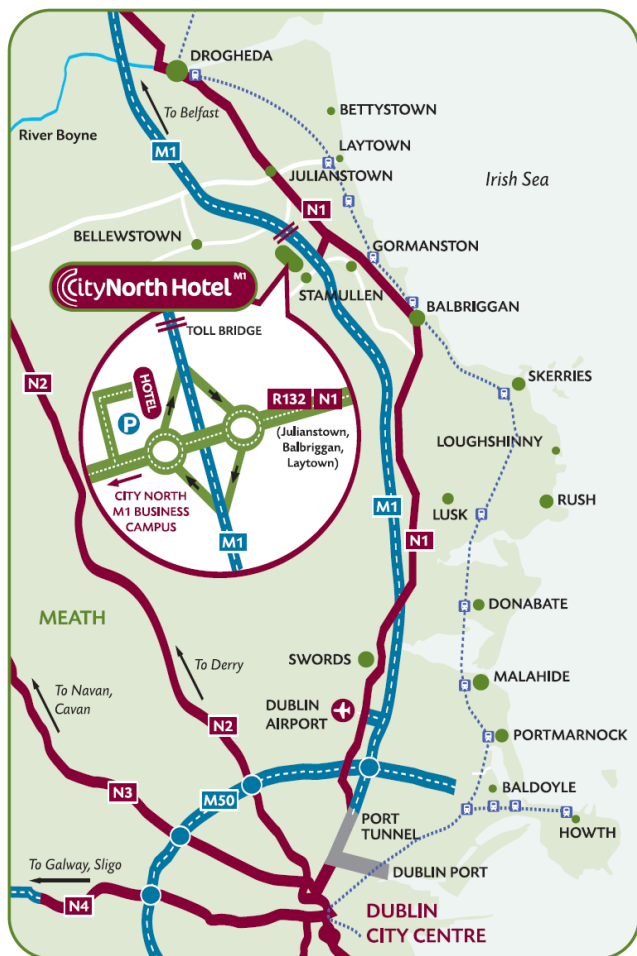 DROGHEDA
To Belfast
BETTYSTOWN
River Boyne
M1
LAYTOWN
JULIANSTOWN
Irish Sea
N1
BELLEWSTOWN
GORMANSTON
CityNorth Hotel M1
STAMULLEN
BALBRIGGAN
TOLL BRIDGE
N2
HOTEL
SKERRIES
R132 N1
P
(Julianstown,
Balbriggan,
Laytown)
LOUGHSHINNY
CITY NORTH
M1 BUSINESS
CAMPUS
M1
LUSK
RUSH
M1
N1
MEATH
DONABATE
To Derry
SWORDS
To Navan,
Cavan
MALAHIDE
DUBLIN
AIRPORT
N2
PORTMARNOCK
N3
M50
BALDOYLE
PORT
TUNNEL
HOWTH
To Galway, Sligo
DUBLIN PORT
N4
DUBLIN
CITY CENTRE